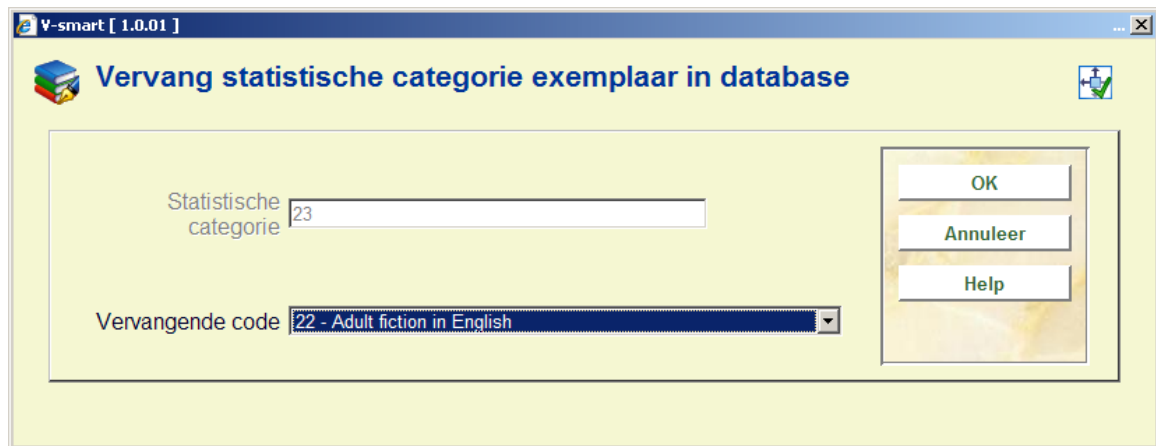 V-smart [ 1.0.01 ]
...
Vervang statistische categorie exemplaar in database
Statistische
categorie
23
OK
Annuleer
Help
Vervangende code
22 - Adult fiction in English